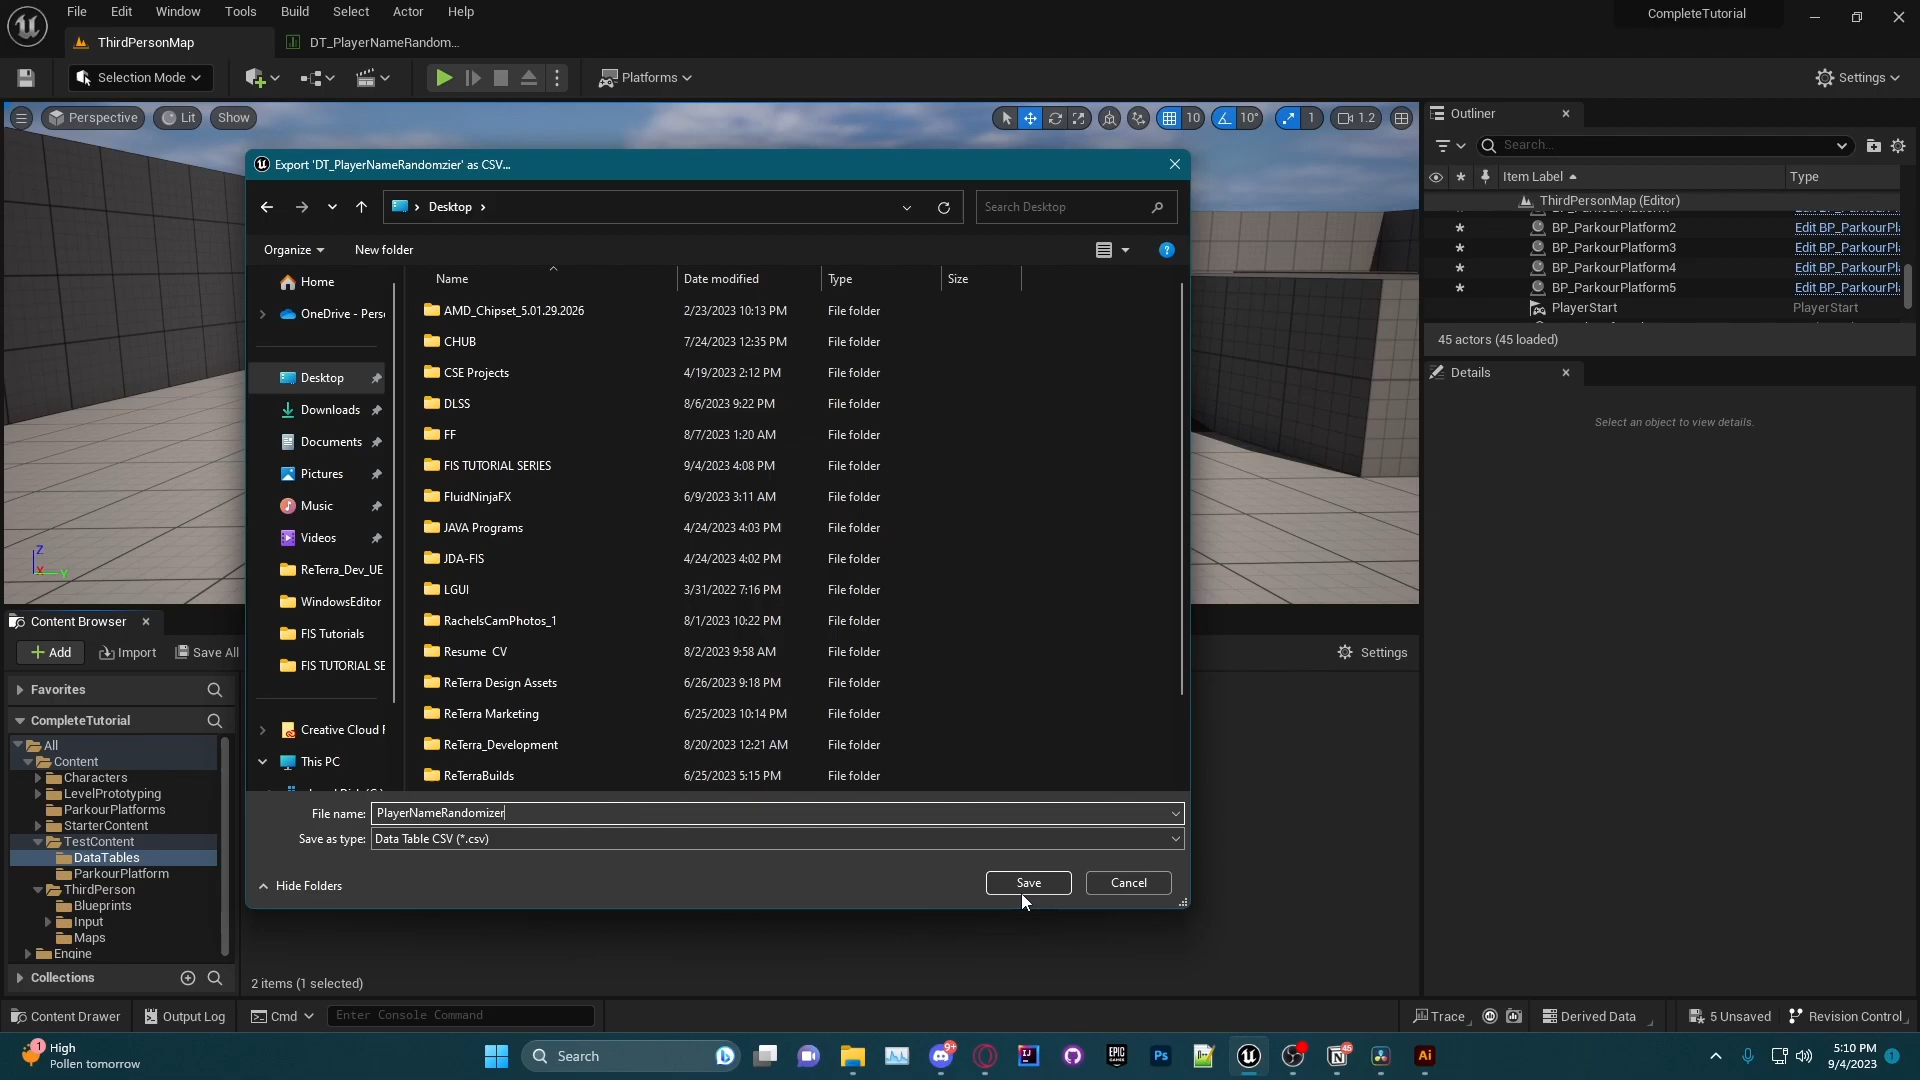 File Edit Window Tools Build Select Actor Help
CompleteTutorial
ThirdPersonMap
DT_PlayerNameRandom...
Selection Mode
Platforms
Settings
Perspective
Lit
Show
10
10°
1
1.2
Outliner
Search...
Item Label
Type
ThirdPersonMap (Editor)
BP_ParkourPlatform2 Edit BP_ParkourPl
BP_ParkourPlatform3 Edit BP_ParkourPl
BP_ParkourPlatform4 Edit BP_ParkourPl
BP_ParkourPlatform5 Edit BP_ParkourPl
PlayerStart PlayerStart
45 actors (45 loaded)
Details
Select an object to view details.
Export 'DT_PlayerNameRandomzier' as CSV...
Desktop
Search Desktop
Organize
New folder
Home
OneDrive - Perso
Desktop
Downloads
Documents
Pictures
Music
Videos
ReTerra_Dev_UE
WindowsEditor
FIS Tutorials
FIS TUTORIAL SE
Creative Cloud F
This PC
Name Date modified Type Size
AMD_Chipset_5.01.29.2026 2/23/2023 10:13 PM File folder
CHUB 7/24/2023 12:35 PM File folder
CSE Projects 4/19/2023 2:12 PM File folder
DLSS 8/6/2023 9:22 PM File folder
FF 8/7/2023 1:20 AM File folder
FIS TUTORIAL SERIES 9/4/2023 4:08 PM File folder
FluidNinjaFX 6/9/2023 3:11 AM File folder
JAVA Programs 4/24/2023 4:03 PM File folder
JDA-FIS 4/24/2023 4:02 PM File folder
LGUI 3/31/2022 7:16 PM File folder
RachelsCamPhotos_1 8/1/2023 10:22 PM File folder
Resume CV 8/2/2023 9:58 AM File folder
ReTerra Design Assets 6/26/2023 9:18 PM File folder
ReTerra Marketing 6/25/2023 10:14 PM File folder
ReTerra_Development 8/20/2023 12:21 AM File folder
ReTerraBuilds 6/25/2023 5:15 PM File folder
File name: PlayerNameRandomizer
Save as type: Data Table CSV (*.csv)
Hide Folders
Save
Cancel
Z
X
Y
Content Browser
Add
Import
Save All
Settings
Favorites
CompleteTutorial
All
Content
Characters
LevelPrototyping
ParkourPlatforms
StarterContent
TestContent
DataTables
ParkourPlatform
ThirdPerson
Blueprints
Input
Maps
Engine
Collections
2 items (1 selected)
Content Drawer
Output Log
Cmd
Enter Console Command
Trace
Derived Data
5 Unsaved
Revision Control
1
High
Pollen tomorrow
Search
9+
EPIC GAMES
Ps
45
Ai
5:10 PM
9/4/2023
1